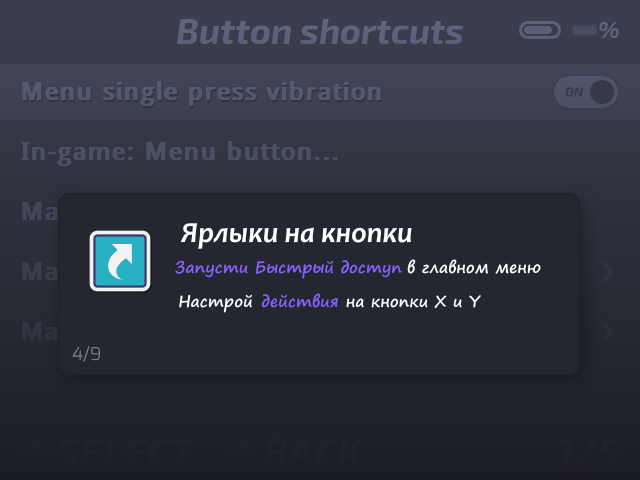 Button shortcuts
%
Menu single press vibration
ON
In-game: Menu button...
Ma
Ярлыки на кнопки
Запусти Быстрый доступ в главном меню
Ma
Настрой действия на кнопки X и Y
Ma
4/9
SELECT BACK 1/5